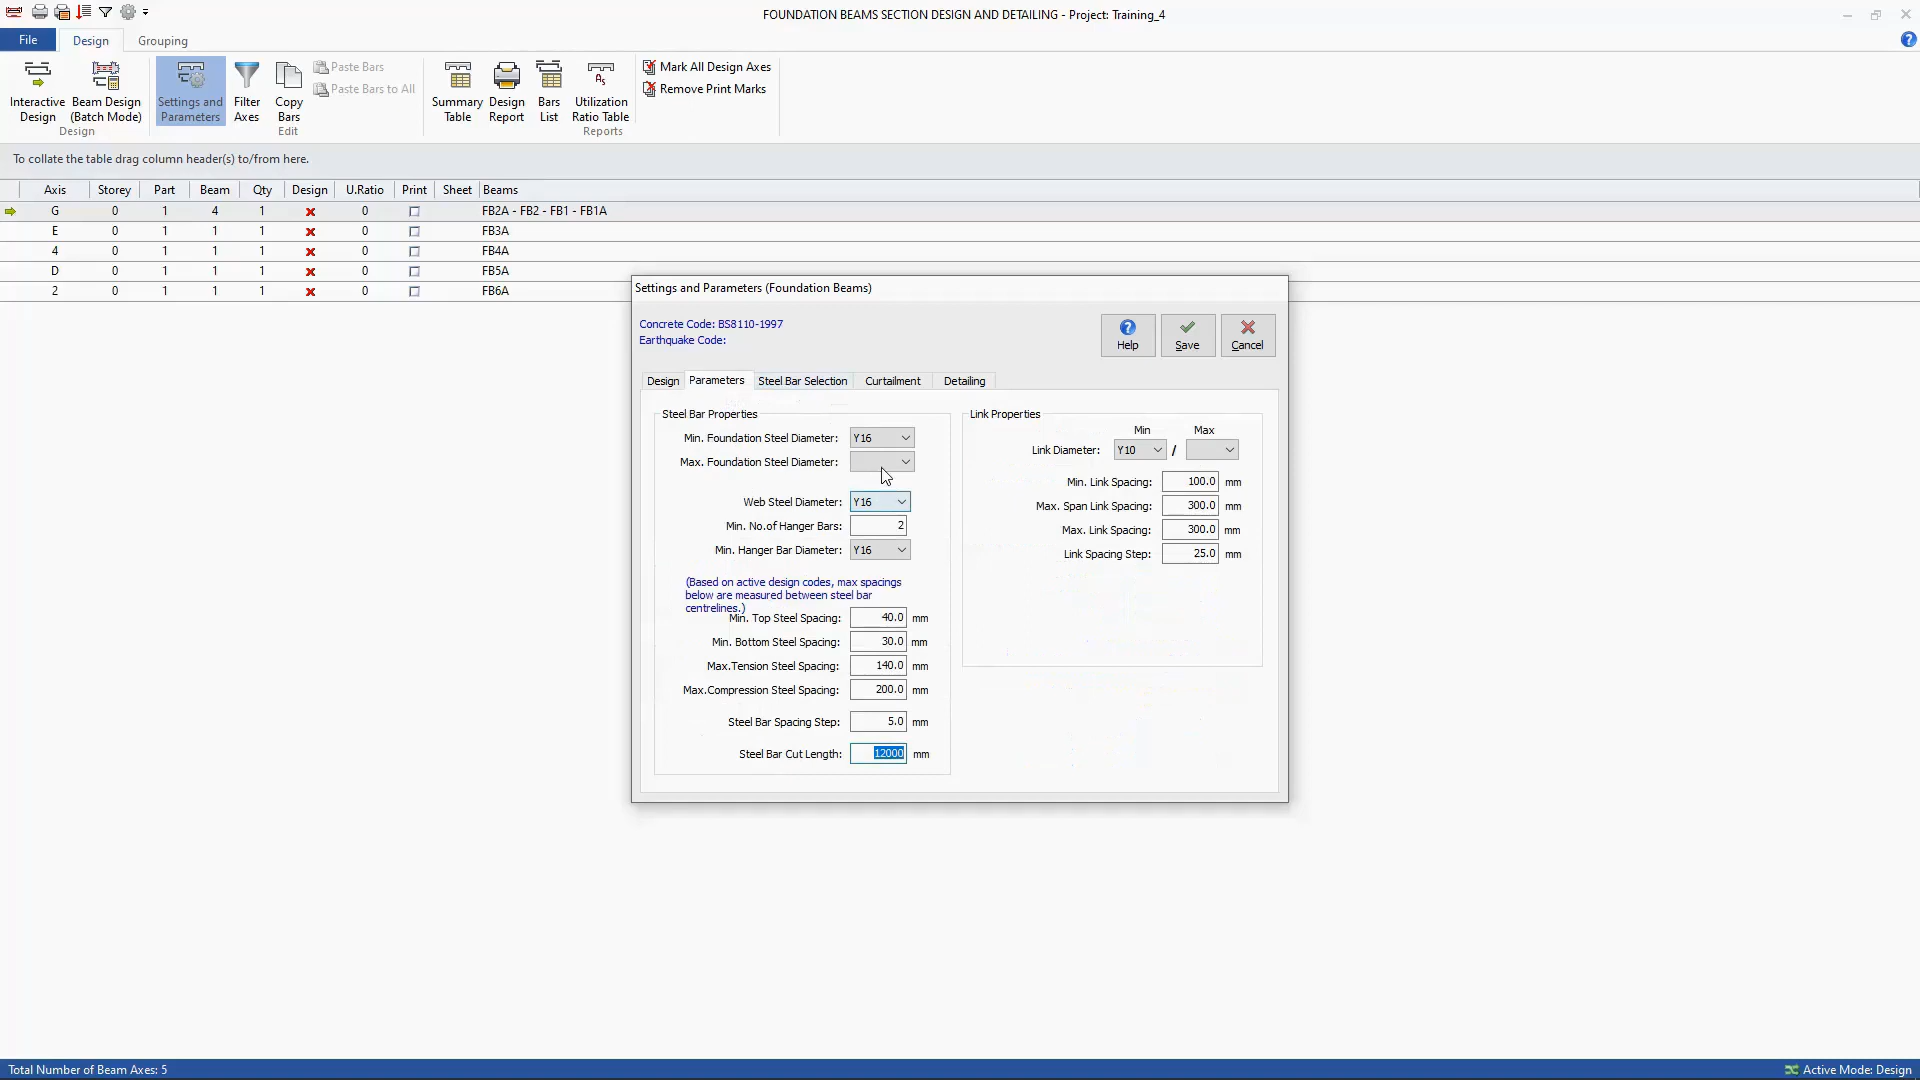 FOUNDATION BEAMS SECTION DESIGN AND DETAILING - Project: Training_4
File Design Grouping
Interactive Design
Beam Design (Batch Mode)
Design
Settings and Parameters
Filter Axes
Copy Bars
Paste Bars
Paste Bars to All
Edit
Summary Table
Design Report
Bars List
Utilization Ratio Table
Reports
Mark All Design Axes
Remove Print Marks
To collate the table drag column header(s) to/from here.
Axis Storey Part Beam Qty Design U.Ratio Print Sheet Beams
G 0 1 4 1 0 FB2A - FB2 - FB1 - FB1A
E 0 1 1 1 0 FB3A
4 0 1 1 1 0 FB4A
D 0 1 1 1 0 FB5A
2 0 1 1 1 0 FB6A
Settings and Parameters (Foundation Beams)
Concrete Code: BS8110-1997
Earthquake Code:
Help Save Cancel
Design Parameters Steel Bar Selection Curtailment Detailing
Steel Bar Properties
Min. Foundation Steel Diameter: Y16
Max. Foundation Steel Diameter:
Web Steel Diameter: Y16
Min. No.of Hanger Bars: 2
Min. Hanger Bar Diameter: Y16
(Based on active design codes, max spacings
below are measured between steel bar
centrelines.)
Min. Top Steel Spacing: 40.0 mm
Min. Bottom Steel Spacing: 30.0 mm
Max.Tension Steel Spacing: 140.0 mm
Max.Compression Steel Spacing: 200.0 mm
Steel Bar Spacing Step: 5.0 mm
Steel Bar Cut Length: 12000 mm
Link Properties
Min Max
Link Diameter: Y10 /
Min. Link Spacing: 100.0 mm
Max. Span Link Spacing: 300.0 mm
Max. Link Spacing: 300.0 mm
Link Spacing Step: 25.0 mm
Total Number of Beam Axes: 5
Active Mode: Design